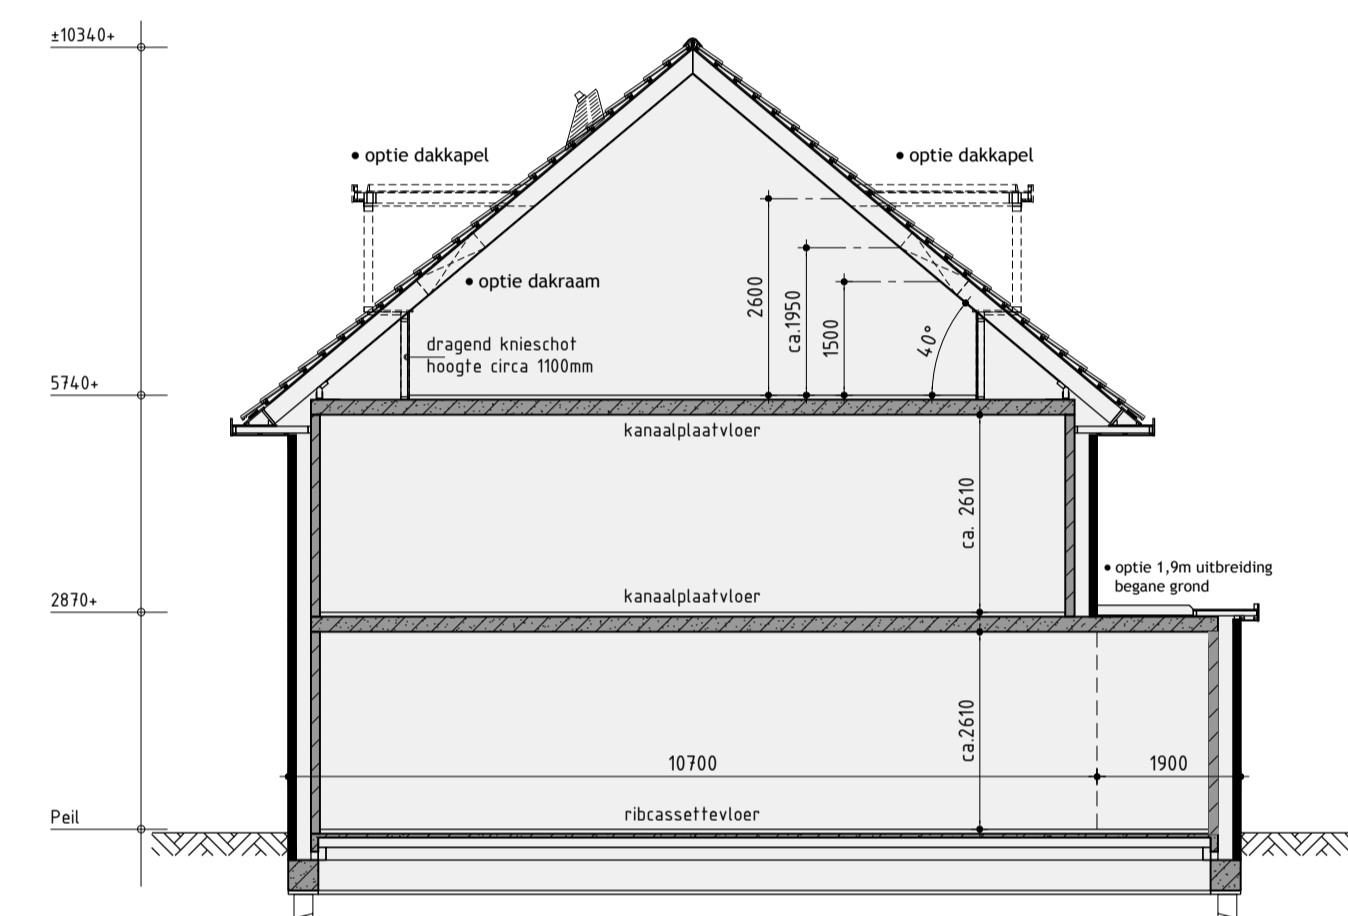 ±10340+
• optie dakkapel
• optie dakkapel
• optie dakraam
2600
ca.1950
1500
40°
dragend knieschot
hoogte circa 1100mm
5740+
kanaalplaatvloer
ca. 2610
• optie 1,9m uitbreiding
begane grond
2870+
kanaalplaatvloer
ca.2610
10700
1900
Peil
ribcassettevloer